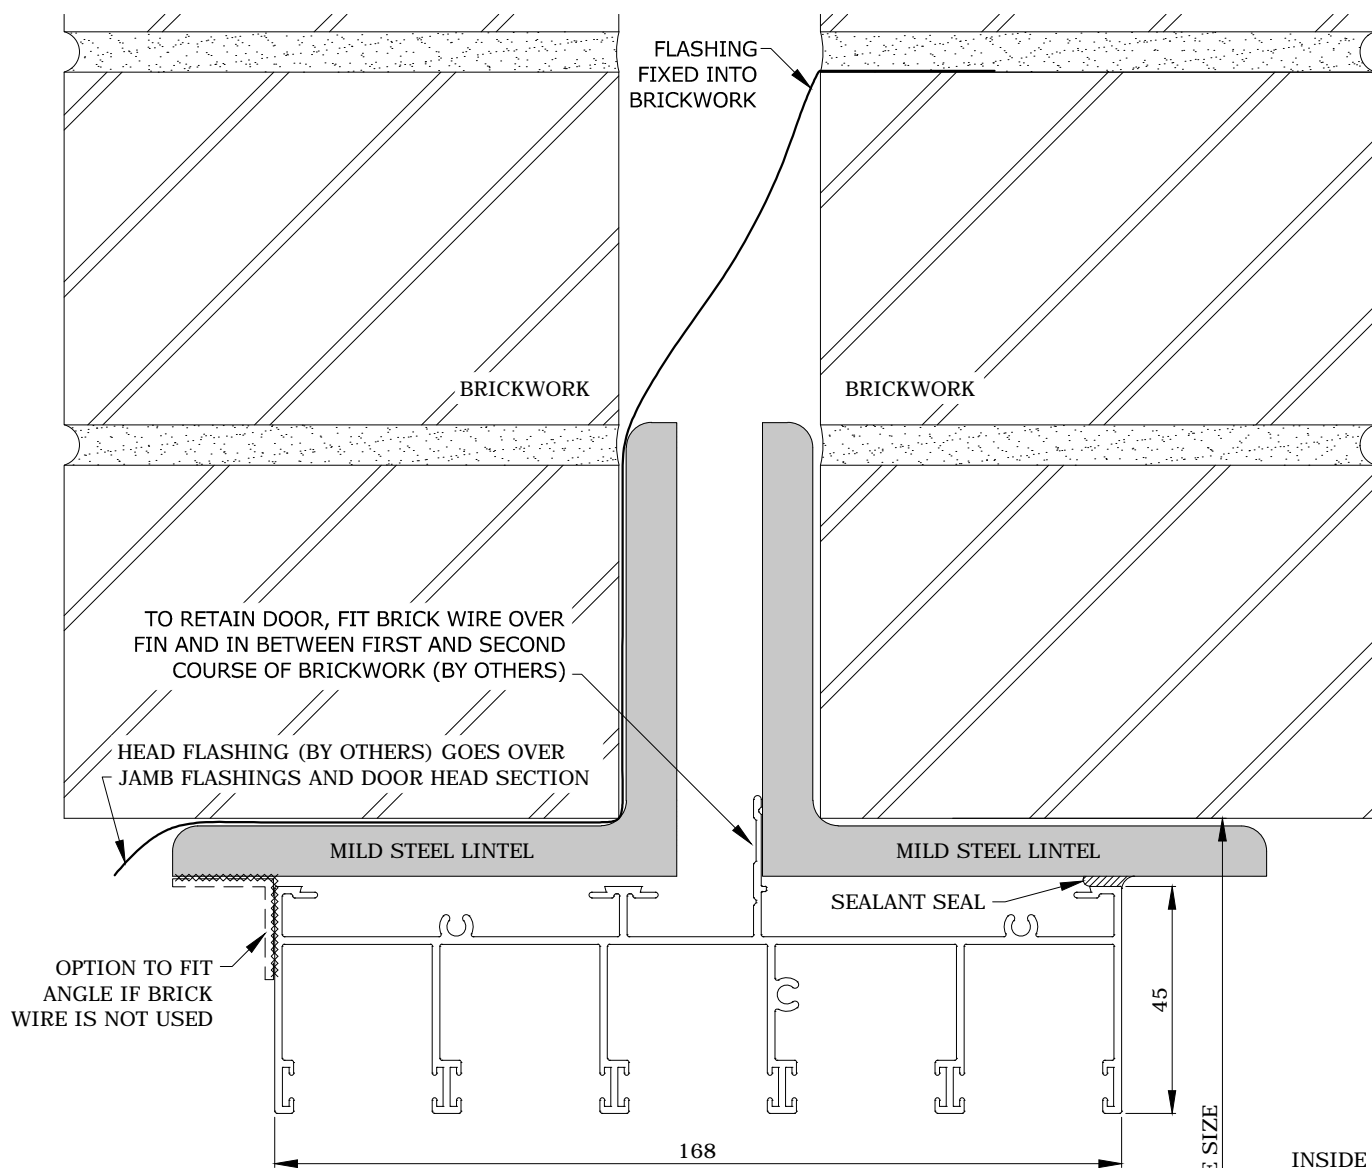 FLASHING
FIXED INTO
BRICKWORK
BRICKWORK
BRICKWORK
TO RETAIN DOOR, FIT BRICK WIRE OVER
FIN AND IN BETWEEN FIRST AND SECOND
COURSE OF BRICKWORK (BY OTHERS)
HEAD FLASHING (BY OTHERS) GOES OVER
JAMB FLASHINGS AND DOOR HEAD SECTION
MILD STEEL LINTEL
MILD STEEL LINTEL
SEALANT SEAL
OPTION TO FIT
ANGLE IF BRICK
WIRE IS NOT USED
45
168
SIZE
INSIDE